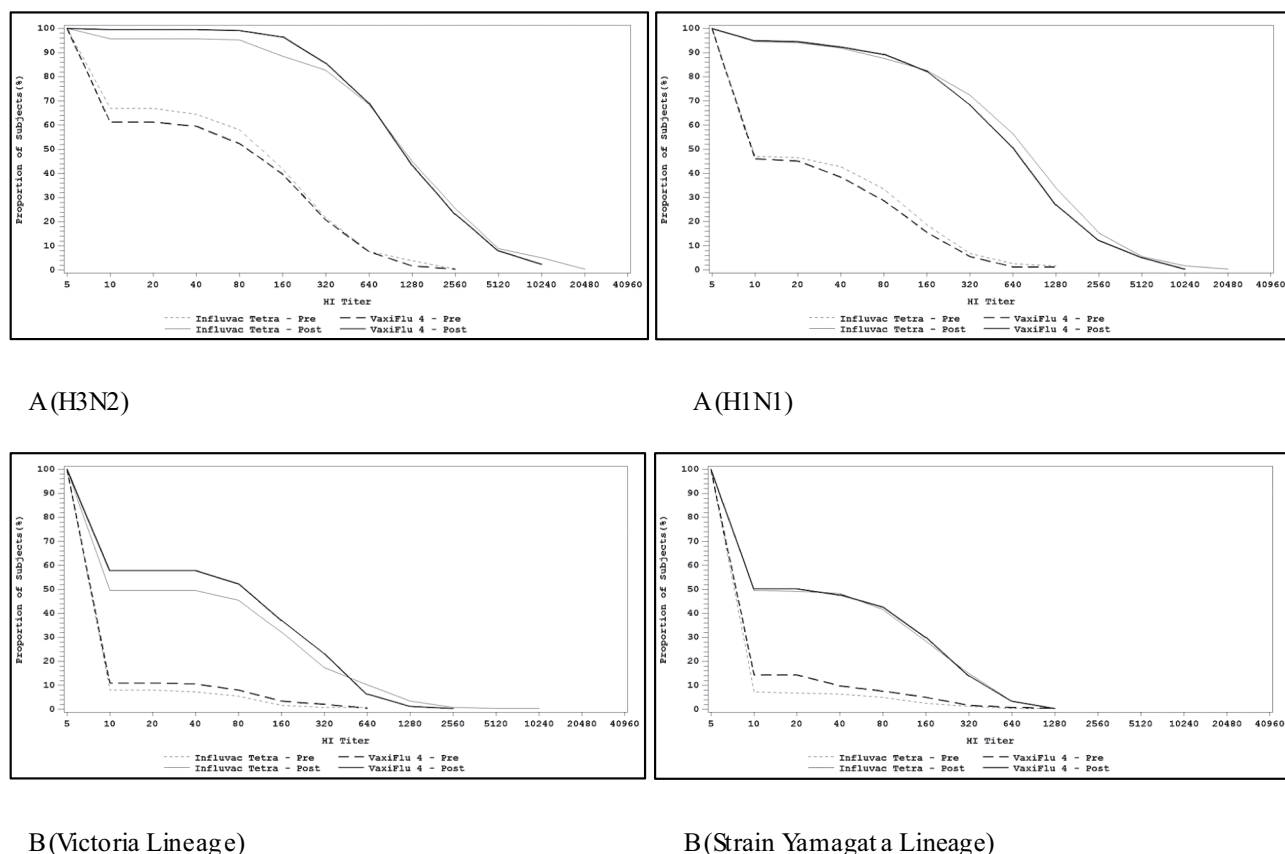 Proportion of Subjects(%)
100
90
80
70
60
50
40
30
20
10
0
5 10 20 40 80 160 320 640 1280 2560 5120 10240 20480 40960
HI Titer
Influvac Tetra - Pre VaxiFlu 4 - Pre
Influvac Tetra - Post VaxiFlu 4 - Post
A(H3N2)
Proportion of Subjects(%)
100
90
80
70
60
50
40
30
20
10
0
5 10 20 40 80 160 320 640 1280 2560 5120 10240 20480 40960
HI Titer
Influvac Tetra - Pre VaxiFlu 4 - Pre
Influvac Tetra - Post VaxiFlu 4 - Post
A(H1N1)
Proportion of Subjects(%)
100
90
80
70
60
50
40
30
20
10
0
5 10 20 40 80 160 320 640 1280 2560 5120 10240 20480 40960
HI Titer
Influvac Tetra - Pre VaxiFlu 4 - Pre
Influvac Tetra - Post VaxiFlu 4 - Post
B(Victoria Lineage)
Proportion of Subjects(%)
100
90
80
70
60
50
40
30
20
10
0
5 10 20 40 80 160 320 640 1280 2560 5120 10240 20480 40960
HI Titer
Influvac Tetra - Pre VaxiFlu 4 - Pre
Influvac Tetra - Post VaxiFlu 4 - Post
B(Strain Yamagata Lineage)